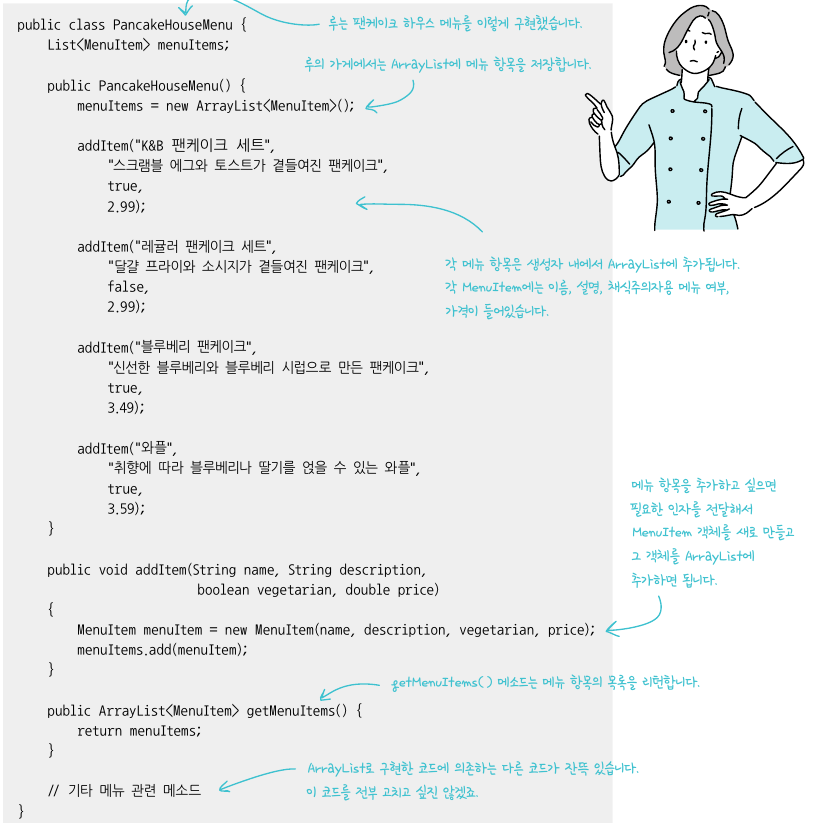 public class PancakeHouseMenu {
루는 팬케이크 하우스 메뉴를 이렇게 구현했습니다.
List<MenuItem> menuItems;
루의 가게에서는 ArrayList에 메뉴 항목을 저장합니다.
public PancakeHouseMenu() {
menuItems = new ArrayList<MenuItem>();
addItem("K&B 팬케이크 세트",
"스크램블 에그와 토스트가 곁들여진 팬케이크",
true,
2.99);
addItem("레귤러 팬케이크 세트",
"달걀 프라이와 소시지가 곁들여진 팬케이크",
false,
2.99);
각 메뉴 항목은 생성자 내에서 ArrayList에 추가됩니다.
각 MenuItem에는 이름, 설명, 채식주의자용 메뉴 여부,
가격이 들어있습니다.
addItem("블루베리 팬케이크",
"신선한 블루베리와 블루베리 시럽으로 만든 팬케이크",
true,
3.49);
addItem("와플",
"취향에 따라 블루베리나 딸기를 얹을 수 있는 와플",
true,
3.59);
}
메뉴 항목을 추가하고 싶으면
필요한 인자를 전달해서
MenuItem 객체를 새로 만들고
그 객체를 ArrayList에
추가하면 됩니다.
public void addItem(String name, String description,
boolean vegetarian, double price)
{
MenuItem menuItem = new MenuItem(name, description, vegetarian, price);
menuItems.add(menuItem);
}
getMenuItems() 메소드는 메뉴 항목의 목록을 리턴합니다.
public ArrayList<MenuItem> getMenuItems() {
return menuItems;
}
ArrayList로 구현한 코드에 의존하는 다른 코드가 잔뜩 있습니다.
이 코드를 전부 고치고 싶진 않겠죠.
// 기타 메뉴 관련 메소드
}